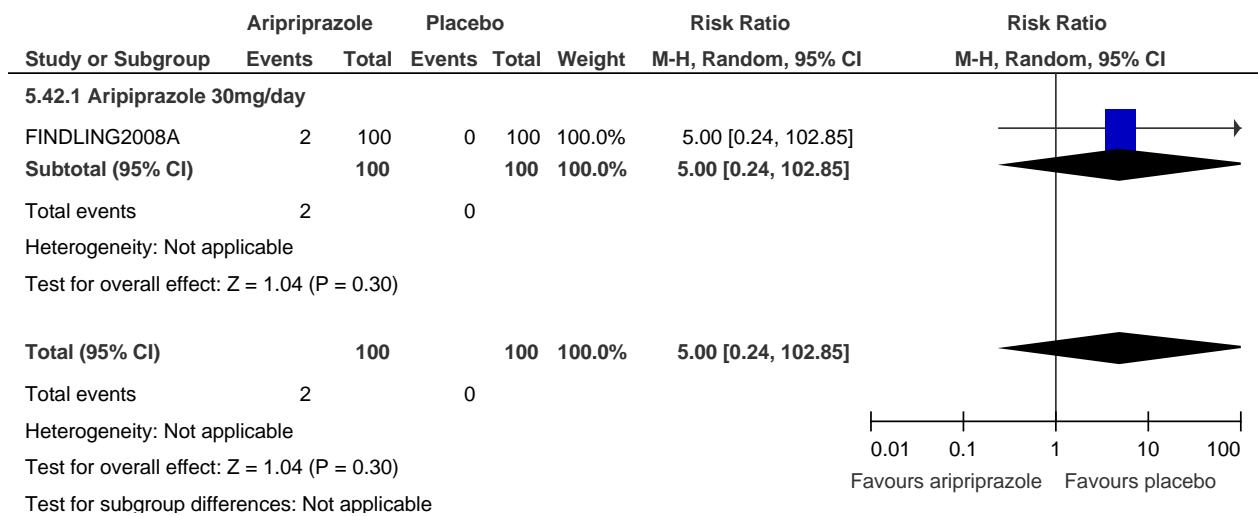 Aripriprazole Placebo Risk Ratio Risk Ratio
Study or Subgroup Events Total Events Total Weight M-H, Random, 95% CI M-H, Random, 95% CI
5.42.1 Aripiprazole 30mg/day
FINDLING2008A 2 100 0 100 100.0% 5.00 [0.24, 102.85]
Subtotal (95% CI) 100 100 100.0% 5.00 [0.24, 102.85]
Total events 2 0
Heterogeneity: Not applicable
Test for overall effect: Z = 1.04 (P = 0.30)
Total (95% CI) 100 100 100.0% 5.00 [0.24, 102.85]
Total events 2 0
Heterogeneity: Not applicable
Test for overall effect: Z = 1.04 (P = 0.30)
Test for subgroup differences: Not applicable
0.01 0.1 1 10 100
Favours aripriprazole Favours placebo